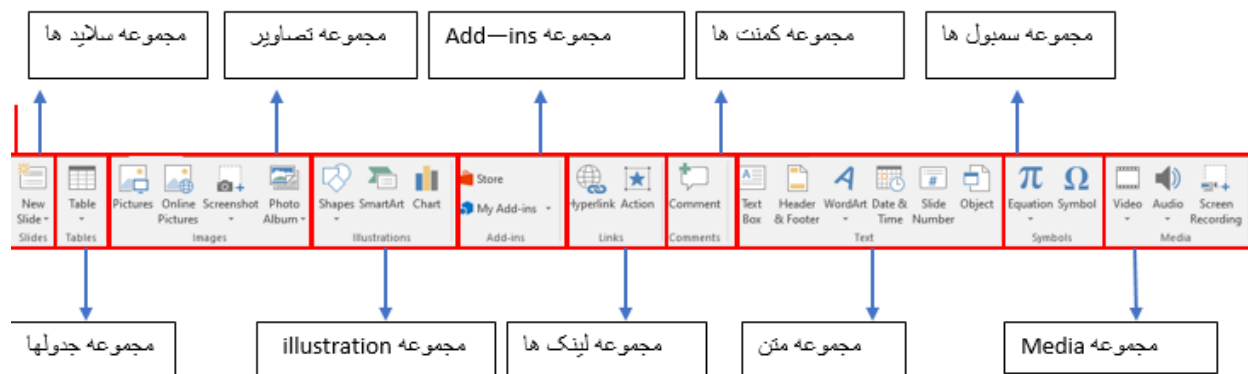 مجموعه سلاید ها
مجموعه تصاویر
مجموعه Add—ins
مجموعه کمنت ها
مجموعه سمبول ها
New Slide
Slides
Table
Tables
Pictures
Online Pictures
Screenshot
Photo Album
Images
Shapes
SmartArt
Chart
Illustrations
Store
My Add-ins
Add-ins
Hyperlink
Action
Links
Comment
Comments
Text Box
Header & Footer
WordArt
Date & Time
Slide Number
Object
Text
Equation
Symbol
Symbols
Video
Audio
Screen Recording
Media
مجموعه جدولها
مجموعه illustration
مجموعه لینک ها
مجموعه متن
مجموعه Media